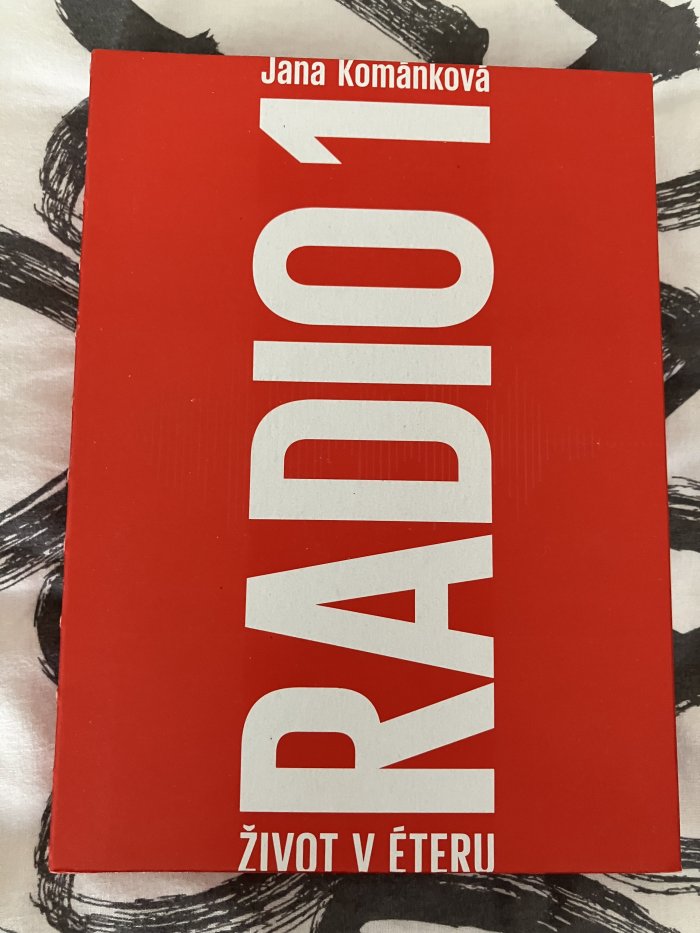 Jana Kománková
RADIO 1
ŽIVOT V ÉTERU